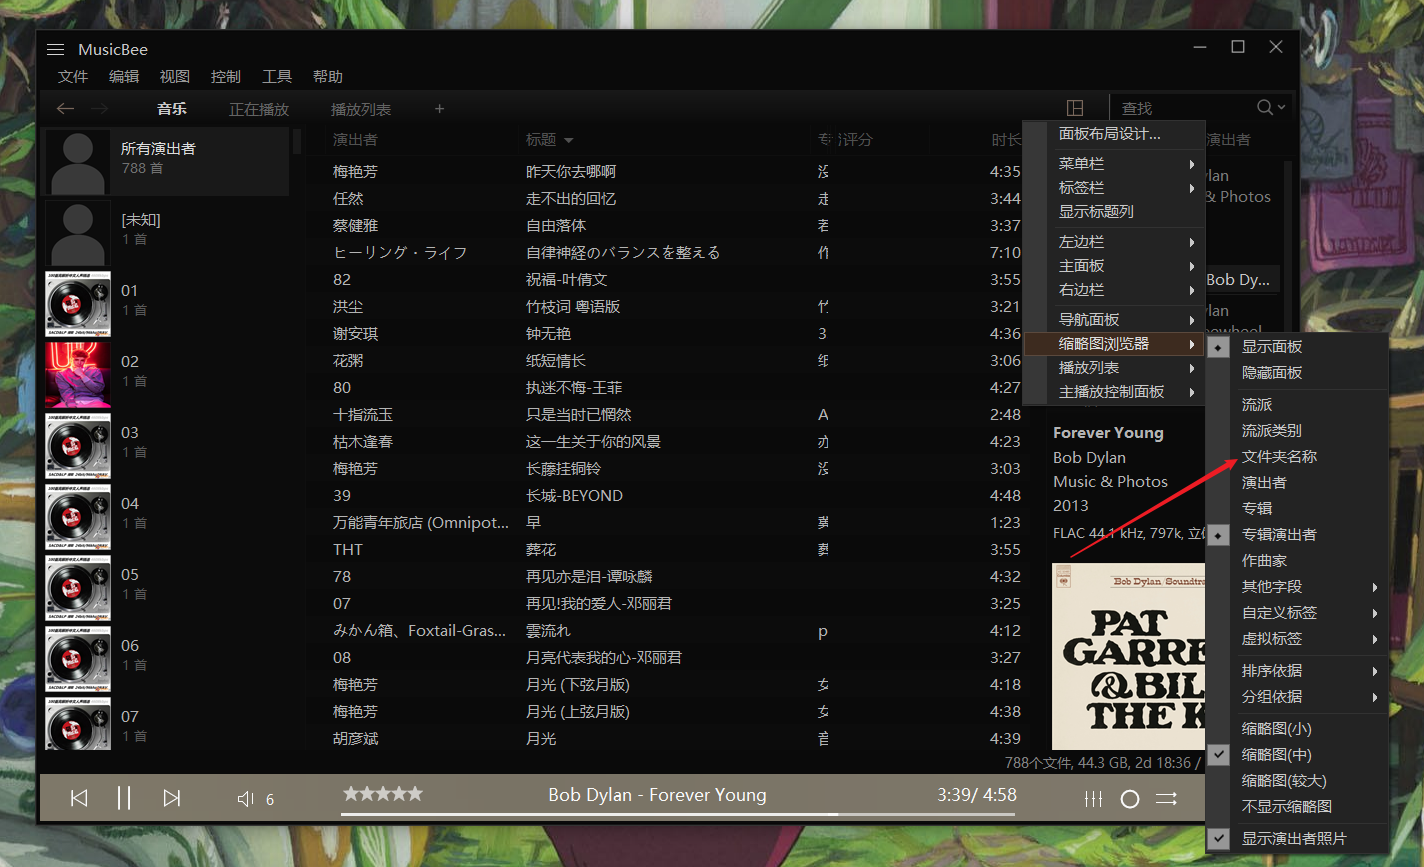 MusicBee
文件 编辑 视图 控制 工具 帮助
音乐 正在播放 播放列表 + 查找
所有演出者
788 首
[未知]
1 首
01
1 首
02
1 首
03
1 首
04
1 首
05
1 首
06
1 首
07
1 首
演出者 标题 评分 时长
梅艳芳 昨天你去哪啊 4:35
任然 走不出的回忆 走 3:44
蔡健雅 自由落体 3:37
ヒーリング・ライフ 自律神経のバランスを整える 作 7:10
82 祝福-叶倩文 3:55
洪尘 竹枝词 粤语版 3:21
谢安琪 钟无艳 3 4:36
花粥 纸短情长 纸 3:06
80 执迷不悔-王菲 4:27
十指流玉 只是当时已惘然 A 2:48
枯木逢春 这一生关于你的风景 亦 4:23
梅艳芳 长藤挂铜铃 3:03
39 长城-BEYOND 4:48
万能青年旅店 (Omnipot... 早 冀 1:23
THT 葬花 葬 3:55
78 再见亦是泪-谭咏麟 4:32
07 再见!我的爱人-邓丽君 3:25
みかん箱、Foxtail-Gras... 雲流れ p 4:12
08 月亮代表我的心-邓丽君 3:27
梅艳芳 月光 (下弦月版) 女 4:18
梅艳芳 月光 (上弦月版) 女 4:38
胡彦斌 月光 音 4:39
面板布局设计...
菜单栏
标签栏
显示标题列
左边栏
主面板
右边栏
导航面板
缩略图浏览器
播放列表
主播放控制面板
演出者
lan
& Photos
Bob Dy...
lan
显示面板
隐藏面板
流派
流派类别
文件夹名称
演出者
专辑
专辑演出者
作曲家
其他字段
自定义标签
虚拟标签
排序依据
分组依据
缩略图(小)
缩略图(中)
缩略图(较大)
不显示缩略图
显示演出者照片
Forever Young
Bob Dylan
Music & Photos
2013
FLAC 44.1 kHz, 797k, 立体
Bob Dylan Soundtra
PAT
GARRE
& BIL
THE K
788个文件, 44.3 GB, 2d 18:36 /
6 Bob Dylan - Forever Young 3:39/ 4:58